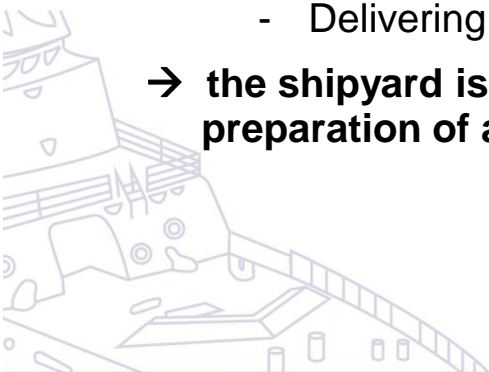 - Delivering
→ the shipyard is
preparation of a